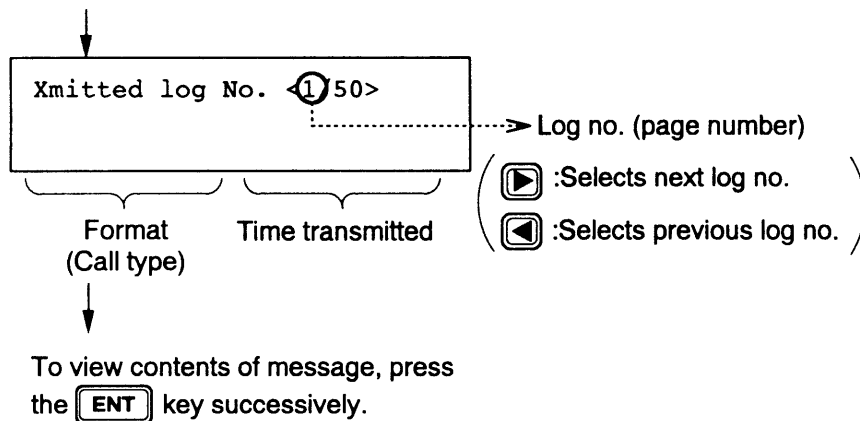 Xmitted log No. <1/50>
Log no. (page number)
:Selects next log no.
:Selects previous log no.
Format
(Call type)
Time transmitted
To view contents of message, press
the ENT key successively.